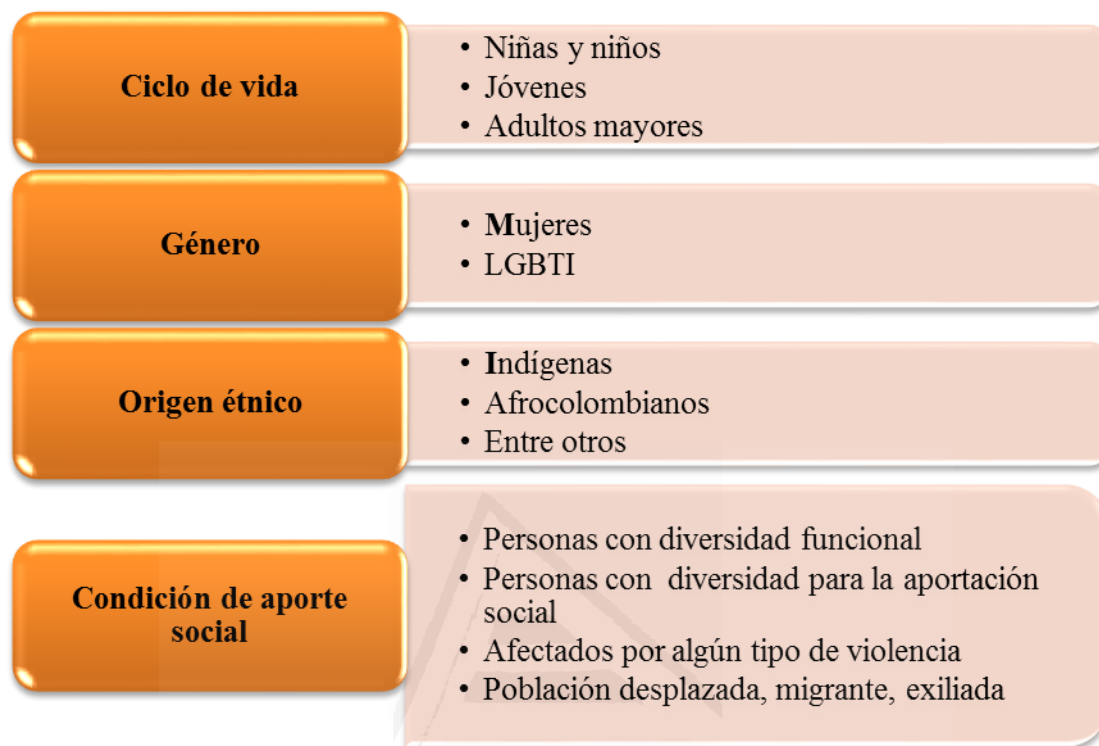 Ciclo de vida
• Niñas y niños
• Jóvenes
• Adultos mayores
Género
• Mujeres
• LGBTI
Origen étnico
• Indígenas
• Afrocolombianos
• Entre otros
Condición de aporte
social
• Personas con diversidad funcional
• Personas con  diversidad para la aportación
social
• Afectados por algún tipo de violencia
• Población desplazada, migrante, exiliada